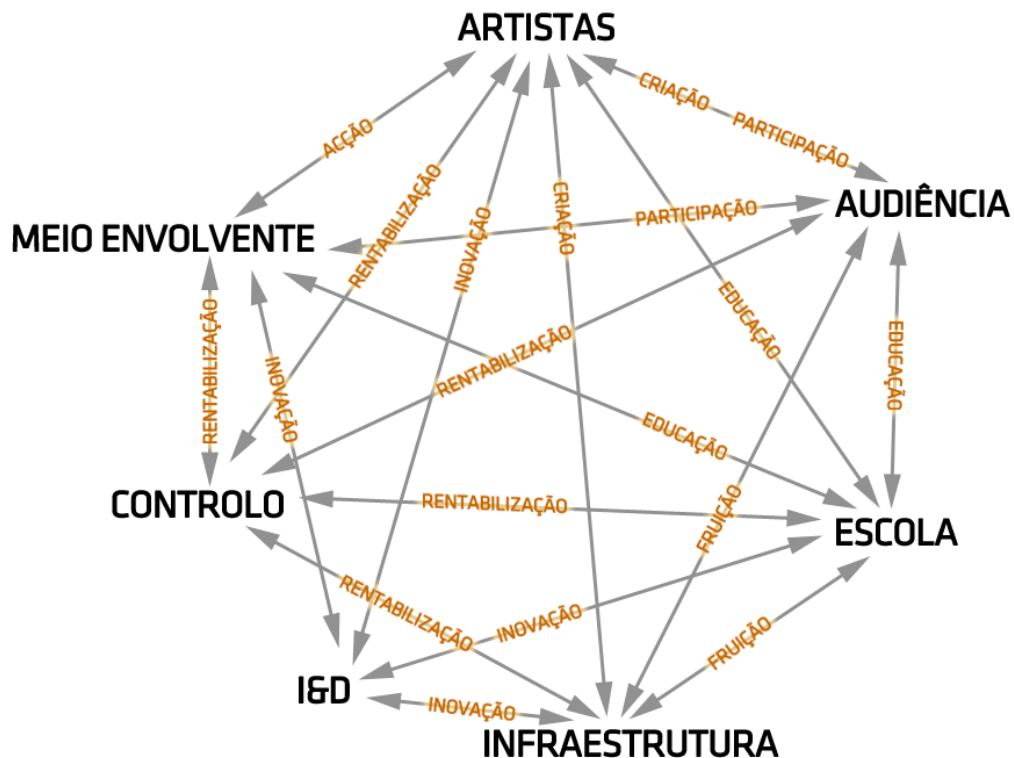 ARTISTAS
CRIAÇÃO
PARTICIPAÇÃO
ACÇÃO
AUDIÊNCIA
RENTABILIZAÇÃO
CRIAÇÃO
PARTICIPAÇÃO
INOVAÇÃO
MEIO ENVOLVENTE
EDUCAÇÃO
RENTABILIZAÇÃO
RENTABILIZAÇÃO
EDUCAÇÃO
INOVAÇÃO
EDUCAÇÃO
CONTROLO
RENTABILIZAÇÃO
FRUIÇÃO
ESCOLA
RENTABILIZAÇÃO
INOVAÇÃO
FRUIÇÃO
I&D
INOVAÇÃO
INFRAESTRUTURA